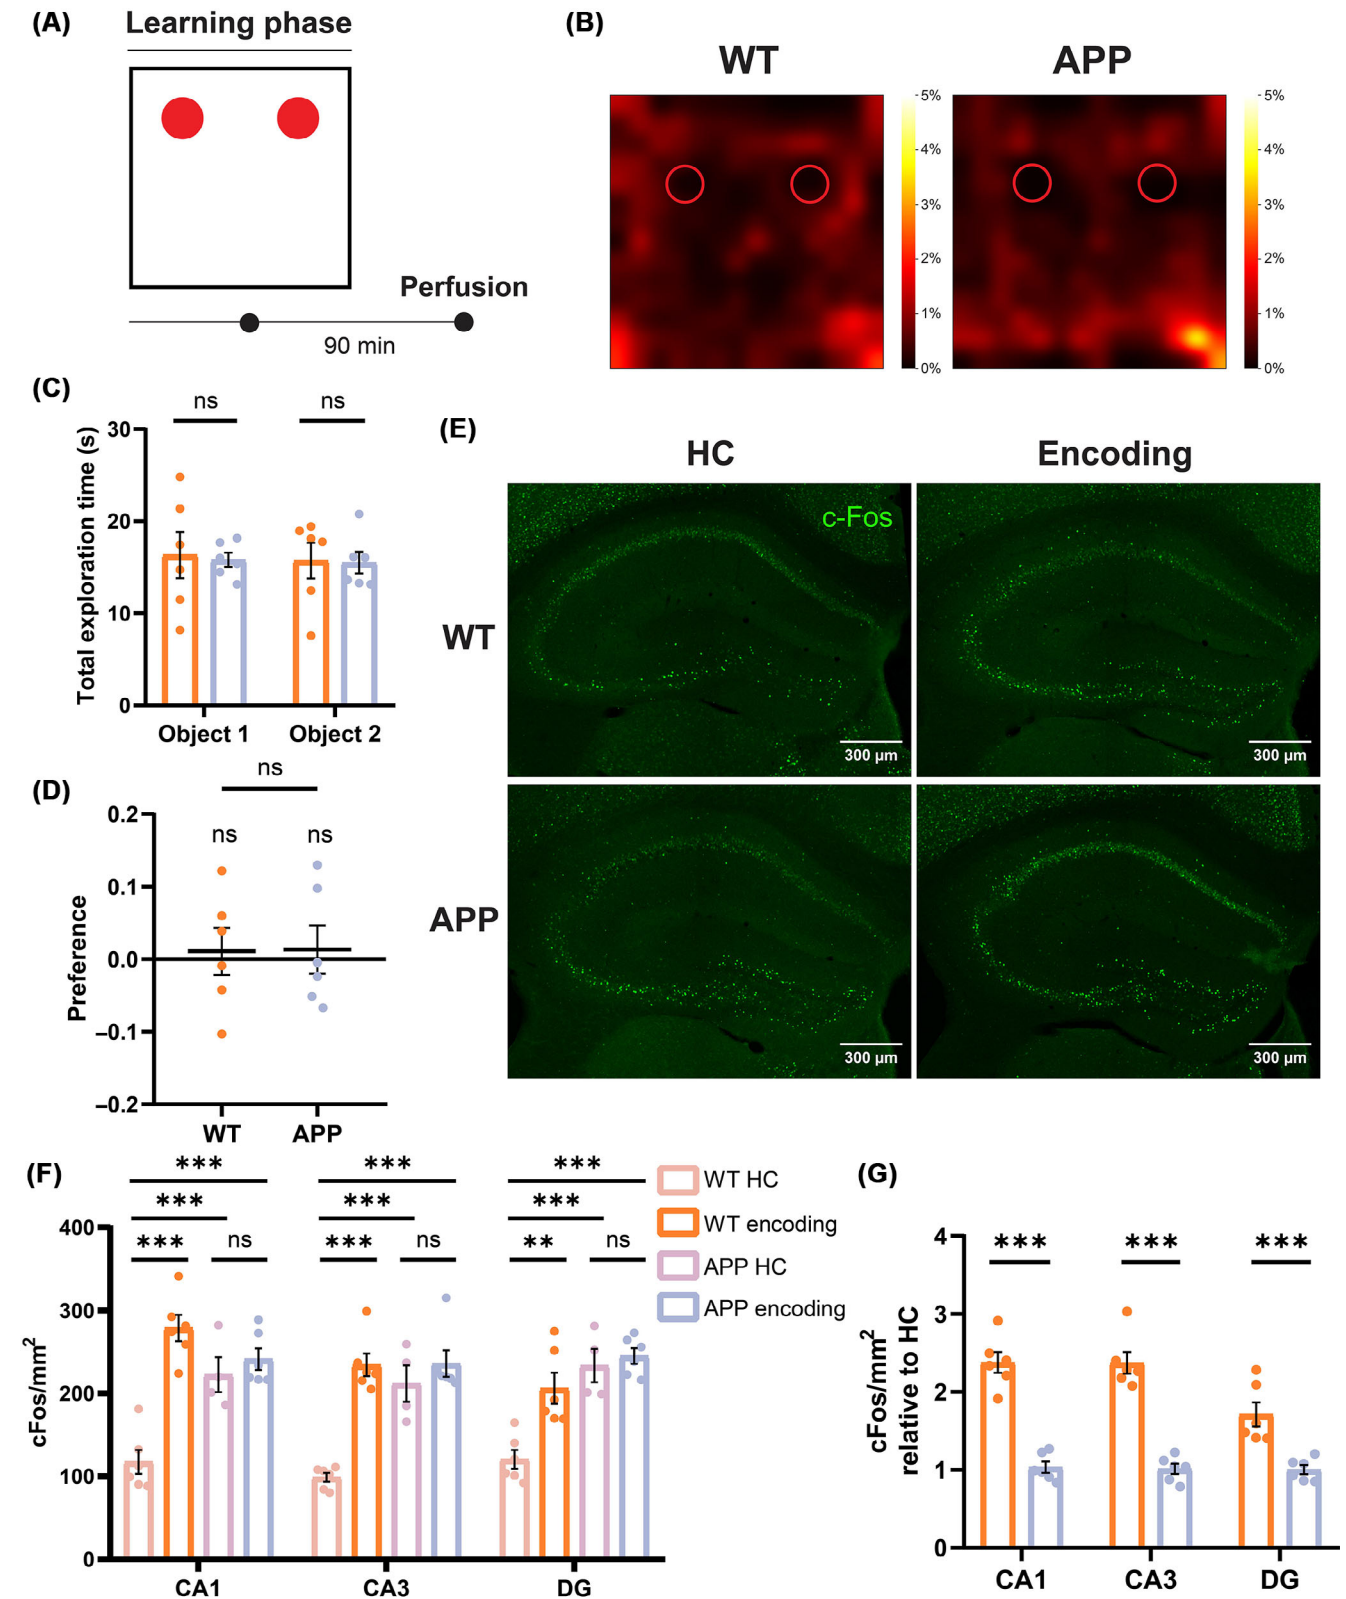 (A)
Learning phase
Perfusion
90 min
(B)
WT
APP
5%
4%
3%
2%
1%
0%
5%
4%
3%
2%
1%
0%
(C)
ns
ns
Total exploration time (s)
30
20
10
0
Object 1
Object 2
(D)
ns
ns
ns
Preference
0.2
0.1
0.0
–0.1
–0.2
WT
APP
(E)
HC
Encoding
WT
APP
c-Fos
300 µm
300 µm
300 µm
300 µm
(F)
*** *** ***
*** *** ***
*** ns *** ns ** ns
cFos/mm2
400
300
200
100
0
CA1
CA3
DG
WT HC
WT encoding
APP HC
APP encoding
(G)
*** *** ***
cFos/mm2
relative to HC
4
3
2
1
0
CA1
CA3
DG